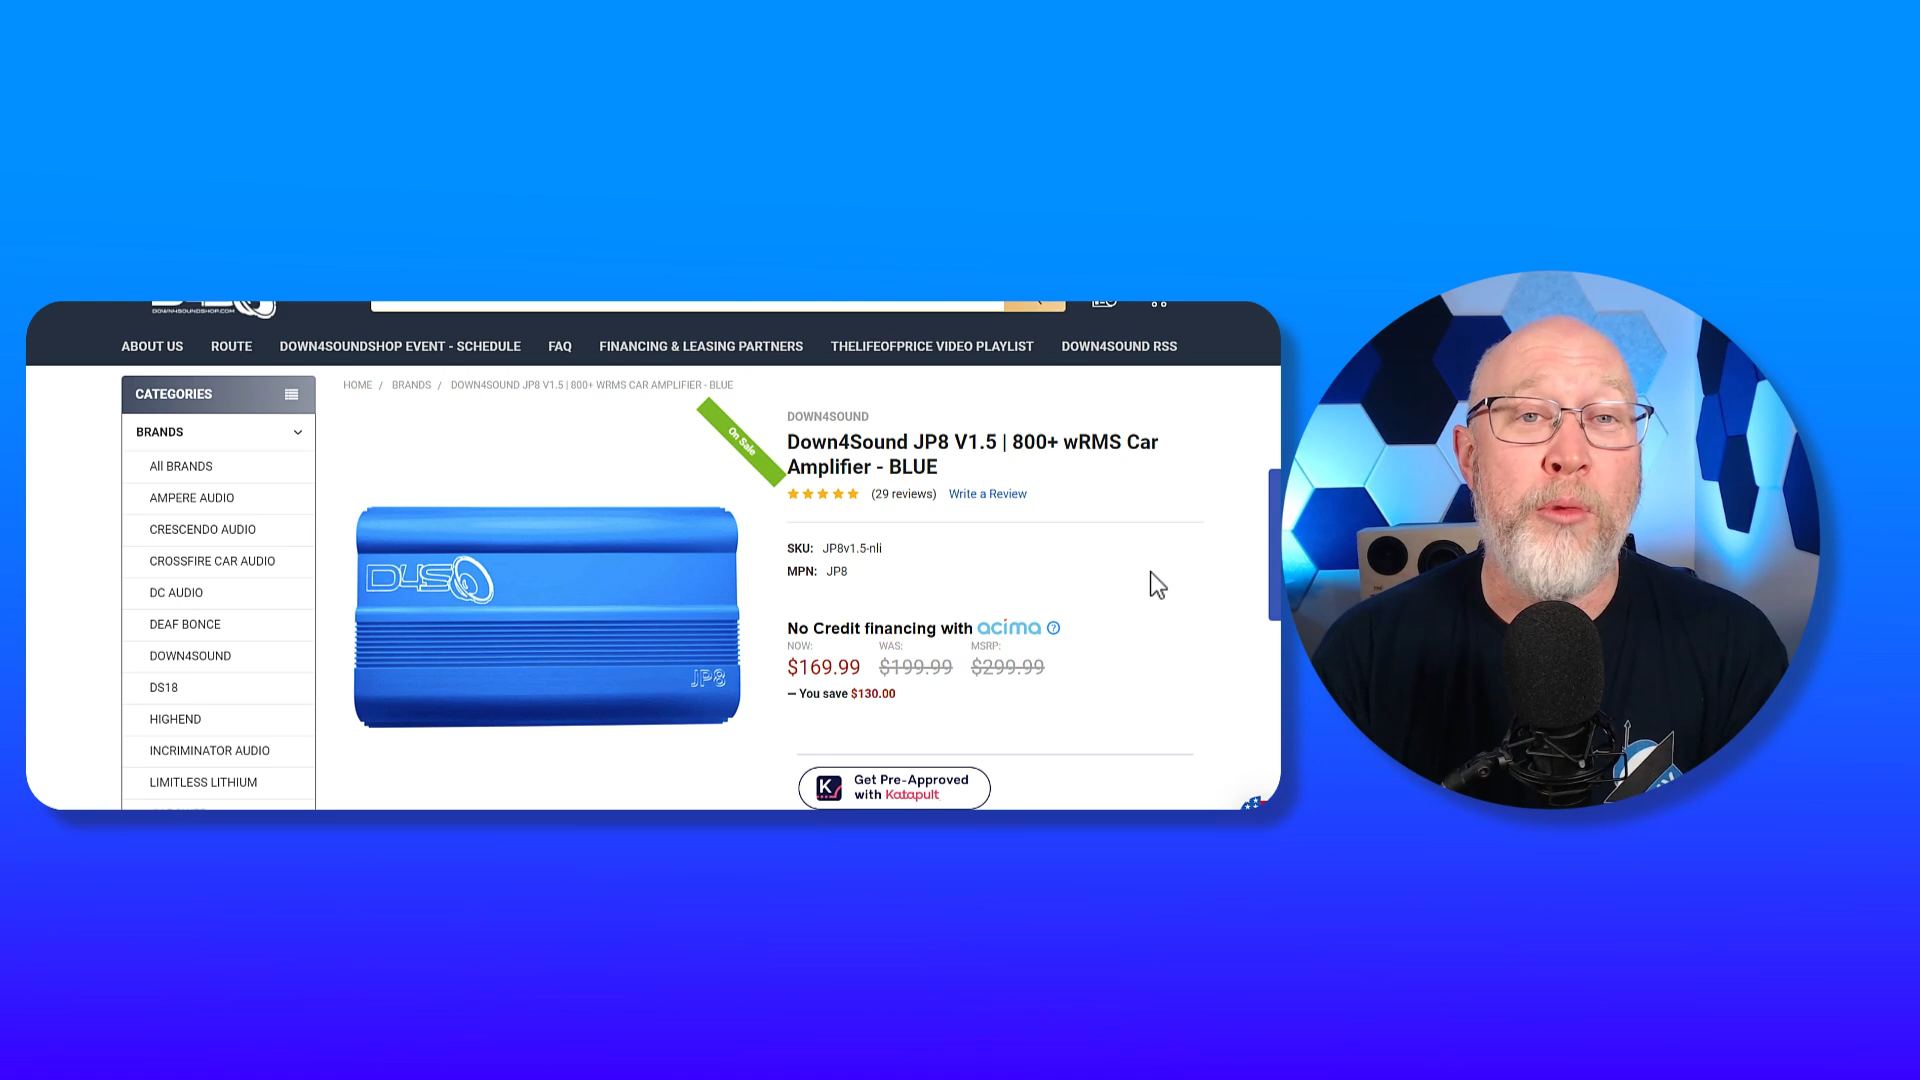 DOWN4SOUNDSHOP.COM
ABOUT US ROUTE DOWN4SOUNDSHOP EVENT - SCHEDULE FAQ FINANCING & LEASING PARTNERS THELIFEOFPRICE VIDEO PLAYLIST DOWN4SOUND RSS
CATEGORIES
BRANDS
All BRANDS
AMPERE AUDIO
CRESCENDO AUDIO
CROSSFIRE CAR AUDIO
DC AUDIO
DEAF BONCE
DOWN4SOUND
DS18
HIGHEND
INCRIMINATOR AUDIO
LIMITLESS LITHIUM
HOME / BRANDS / DOWN4SOUND JP8 V1.5 | 800+ WRMS CAR AMPLIFIER - BLUE
On Sale
D4S
JP8
DOWN4SOUND
Down4Sound JP8 V1.5 | 800+ wRMS Car
Amplifier - BLUE
(29 reviews) Write a Review
SKU: JP8v1.5-nli
MPN: JP8
No Credit financing with acima ?
NOW: WAS: MSRP:
$169.99 $199.99 $299.99
— You save $130.00
K
Get Pre-Approved
with Katapult